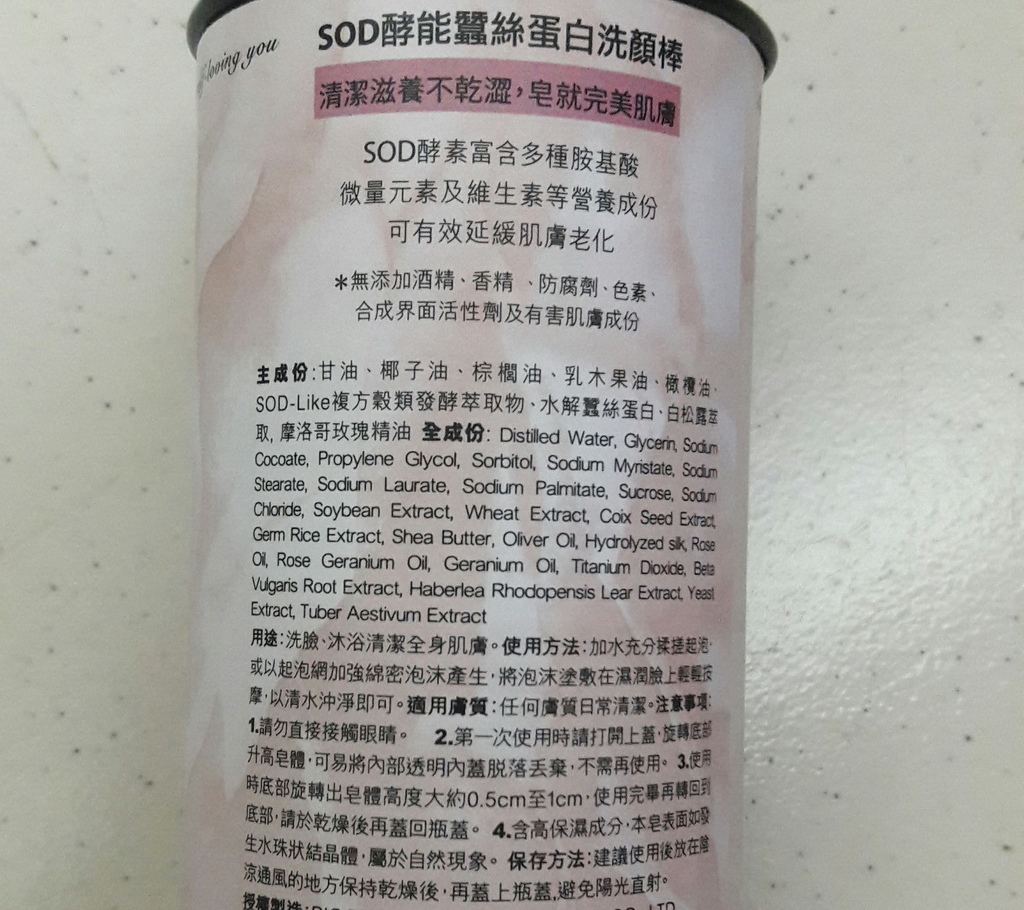 loving you
SOD酵能蠶絲蛋白洗顏棒
清潔滋養不乾澀,皂就完美肌膚
SOD酵素富含多種胺基酸
微量元素及維生素等營養成份
可有效延緩肌膚老化
*無添加酒精、香精 、防腐劑、色素、
合成界面活性劑及有害肌膚成份
主成份:甘油、椰子油、棕櫚油、乳木果油、橄欖油、
SOD-Like複方穀類發酵萃取物、水解蠶絲蛋白、白松露萃
取, 摩洛哥玫瑰精油 全成份: Distilled Water, Glycerin, Sodium
Cocoate, Propylene Glycol, Sorbitol, Sodium Myristate, Sodium
Stearate, Sodium Laurate, Sodium Palmitate, Sucrose, Sodium
Chloride, Soybean Extract, Wheat Extract, Coix Seed Extract,
Germ Rice Extract, Shea Butter, Oliver Oil, Hydrolyzed silk, Rose
Oil, Rose Geranium Oil, Geranium Oil, Titanium Dioxide, Beta
Vulgaris Root Extract, Haberlea Rhodopensis Lear Extract, Yeast
Extract, Tuber Aestivum Extract
用途:洗臉、沐浴清潔全身肌膚。使用方法:加水充分揉搓起泡,
或以起泡網加強綿密泡沫產生,將泡沫塗敷在濕潤臉上輕輕按
摩,以清水沖淨即可。適用膚質:任何膚質日常清潔。注意事項:
1.請勿直接接觸眼睛。 2.第一次使用時請打開上蓋,旋轉底部
升高皂體,可易將內部透明內蓋脫落丟棄,不需再使用。3.使用
時底部旋轉出皂體高度大約0.5cm至1cm,使用完畢再轉回到
底部,請於乾燥後再蓋回瓶蓋。 4.含高保濕成分,本皂表面如發
生水珠狀結晶體,屬於自然現象。保存方法:建議使用後放在陰
涼通風的地方保持乾燥後,再蓋上瓶蓋,避免陽光直射。
授權製造: